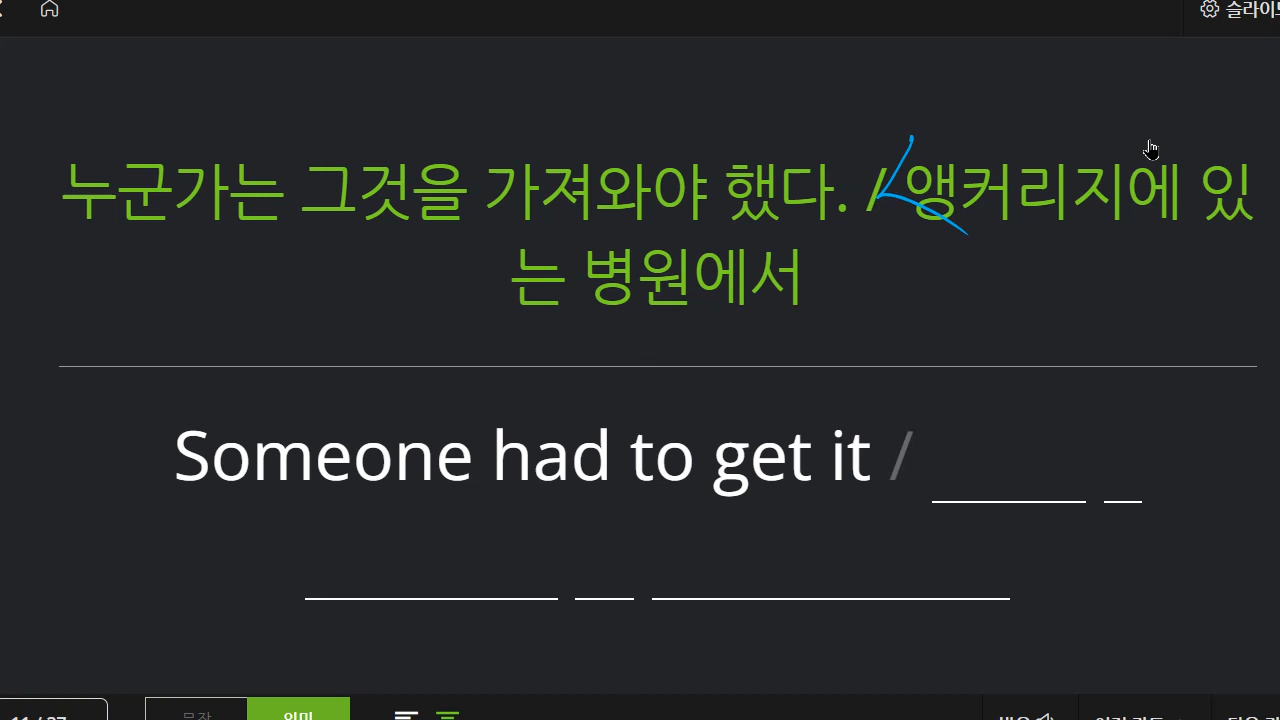 누군가는 그것을 가져와야 했다. / 앵커리지에 있
는 병원에서
Someone had to get it /